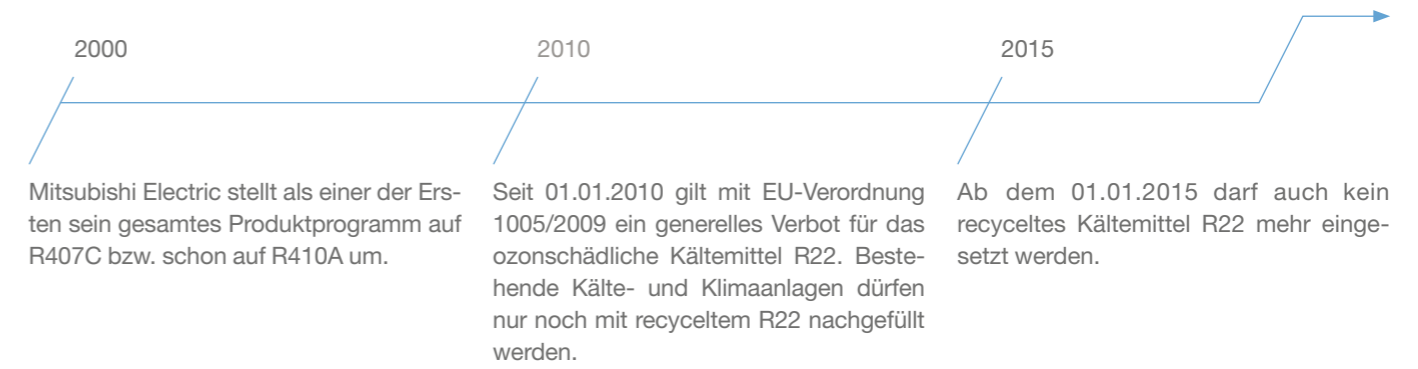 2000
Mitsubishi Electric stellt als einer der Ers-
ten sein gesamtes Produktprogramm auf
R407C bzw. schon auf R410A um.
2010
Seit 01.01.2010 gilt mit EU-Verordnung
1005/2009 ein generelles Verbot für das
ozonschädliche Kältemittel R22. Beste-
hende Kälte- und Klimaanlagen dürfen
nur noch mit recyceltem R22 nachgefüllt
werden.
2015
Ab dem 01.01.2015 darf auch kein
recyceltes Kältemittel R22 mehr einge-
setzt werden.